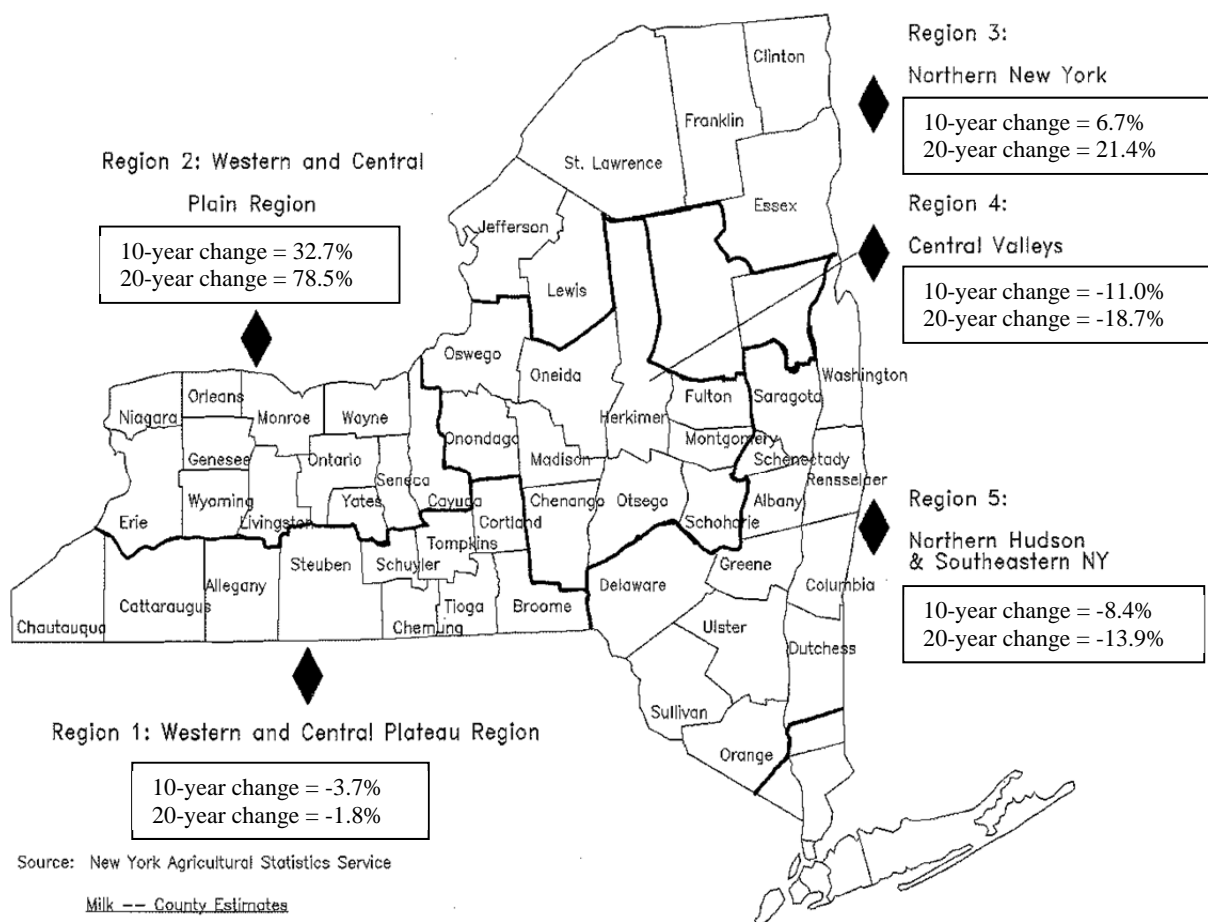 Region 3:
Northern New York
10-year change = 6.7%
20-year change = 21.4%
Region 4:
Central Valleys
10-year change = -11.0%
20-year change = -18.7%
Region 5:
Northern Hudson
& Southeastern NY
10-year change = -8.4%
20-year change = -13.9%
Region 2: Western and Central
Plain Region
10-year change = 32.7%
20-year change = 78.5%
Clinton
Franklin
St. Lawrence
Essex
Jefferson
Lewis
Oswego
Oneida
Herkimer
Fulton
Saratoga
Washington
Niagara
Orleans
Monroe
Wayne
Onondaga
Madison
Montgomery
Schenectady
Rensselaer
Genesee
Ontario
Seneca
Cayuga
Erie
Wyoming
Livingston
Yates
Cortland
Chenango
Otsego
Schoharie
Albany
Tompkins
Schuyler
Steuben
Allegany
Cattaraugus
Chautauqua
Chemung
Tioga
Broome
Delaware
Greene
Columbia
Ulster
Dutchess
Sullivan
Orange
Region 1: Western and Central Plateau Region
10-year change = -3.7%
20-year change = -1.8%
Source: New York Agricultural Statistics Service
Milk -- County Estimates